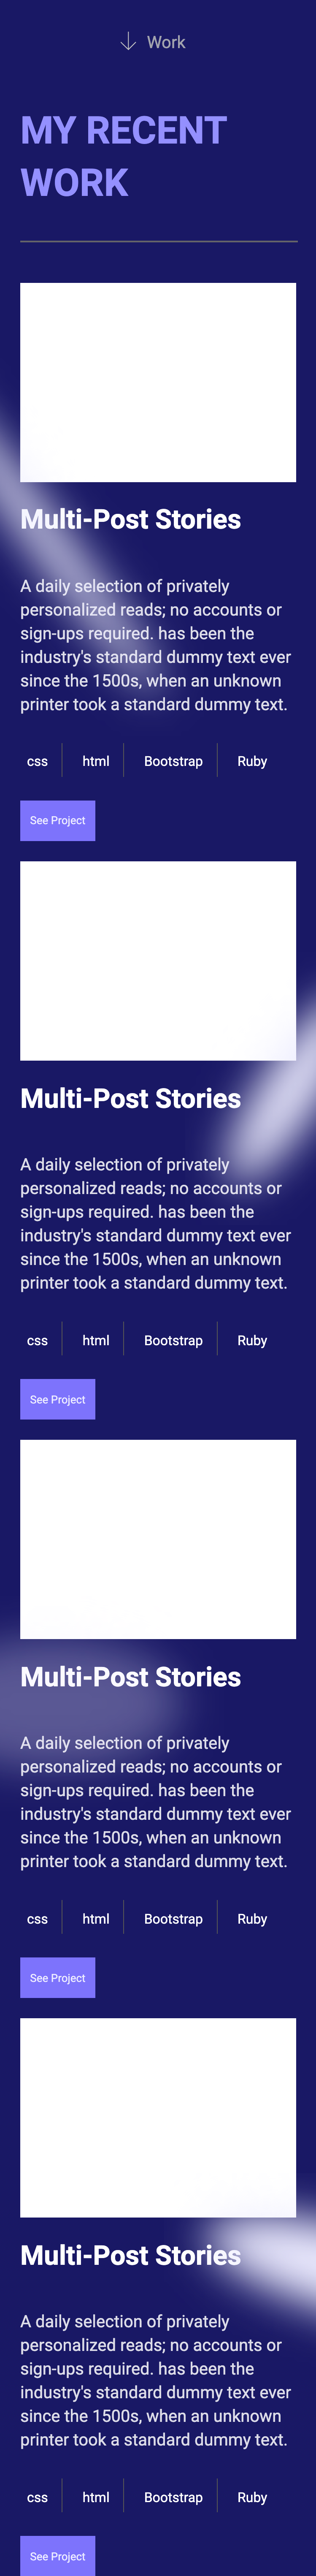 Work
MY RECENT
WORK
Multi-Post Stories
A daily selection of privately
personalized reads; no accounts or
sign-ups required. has been the
industry's standard dummy text ever
since the 1500s, when an unknown
printer took a standard dummy text.
css html Bootstrap Ruby
See Project
Multi-Post Stories
A daily selection of privately
personalized reads; no accounts or
sign-ups required. has been the
industry's standard dummy text ever
since the 1500s, when an unknown
printer took a standard dummy text.
css html Bootstrap Ruby
See Project
Multi-Post Stories
A daily selection of privately
personalized reads; no accounts or
sign-ups required. has been the
industry's standard dummy text ever
since the 1500s, when an unknown
printer took a standard dummy text.
css html Bootstrap Ruby
See Project
Multi-Post Stories
A daily selection of privately
personalized reads; no accounts or
sign-ups required. has been the
industry's standard dummy text ever
since the 1500s, when an unknown
printer took a standard dummy text.
css html Bootstrap Ruby
See Project